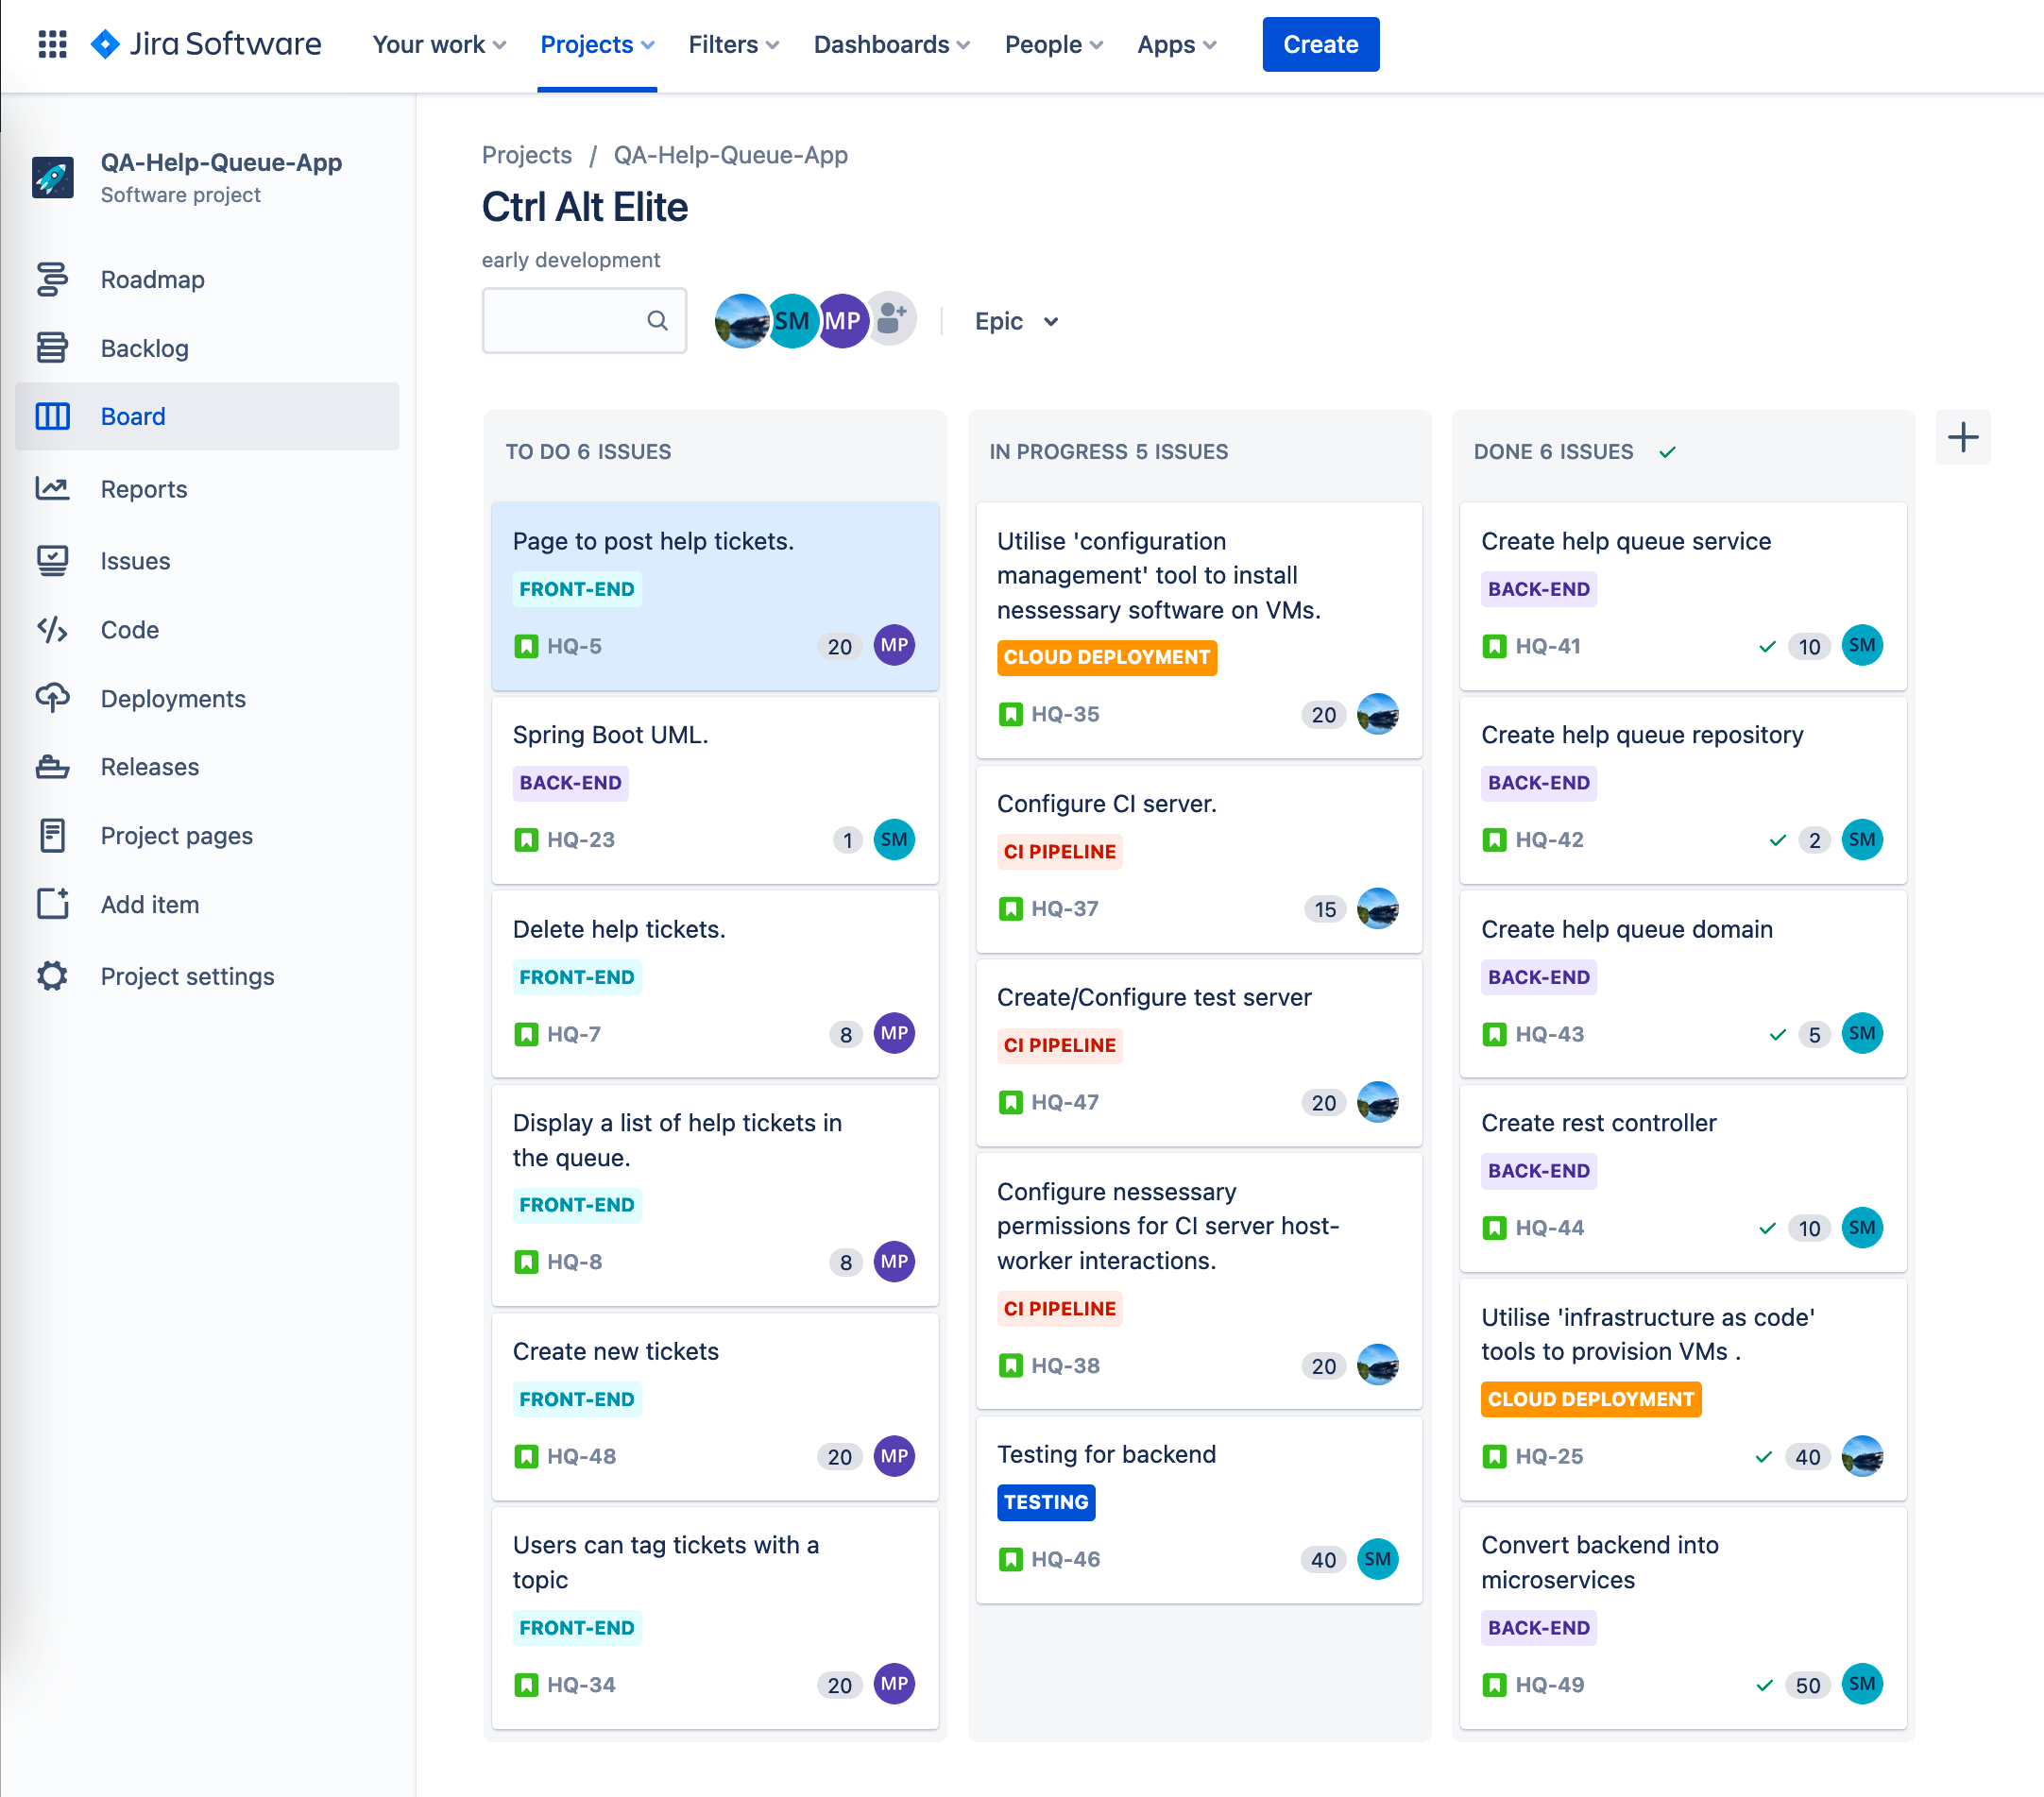 Jira Software
Your work
Projects
Filters
Dashboards
People
Apps
Create
QA-Help-Queue-App
Software project
Roadmap
Backlog
Board
Reports
Issues
Code
Deployments
Releases
Project pages
Add item
Project settings
Projects / QA-Help-Queue-App
Ctrl Alt Elite
early development
SM
MP
Epic
TO DO 6 ISSUES
Page to post help tickets.
FRONT-END
HQ-5 20 MP
Spring Boot UML.
BACK-END
HQ-23 1 SM
Delete help tickets.
FRONT-END
HQ-7 8 MP
Display a list of help tickets in
the queue.
FRONT-END
HQ-8 8 MP
Create new tickets
FRONT-END
HQ-48 20 MP
Users can tag tickets with a
topic
FRONT-END
HQ-34 20 MP
IN PROGRESS 5 ISSUES
Utilise 'configuration
management' tool to install
nessessary software on VMs.
CLOUD DEPLOYMENT
HQ-35 20
Configure CI server.
CI PIPELINE
HQ-37 15
Create/Configure test server
CI PIPELINE
HQ-47 20
Configure nessessary
permissions for CI server host-
worker interactions.
CI PIPELINE
HQ-38 20
Testing for backend
TESTING
HQ-46 40 SM
DONE 6 ISSUES
Create help queue service
BACK-END
HQ-41 10 SM
Create help queue repository
BACK-END
HQ-42 2 SM
Create help queue domain
BACK-END
HQ-43 5 SM
Create rest controller
BACK-END
HQ-44 10 SM
Utilise 'infrastructure as code'
tools to provision VMs .
CLOUD DEPLOYMENT
HQ-25 40
Convert backend into
microservices
BACK-END
HQ-49 50 SM